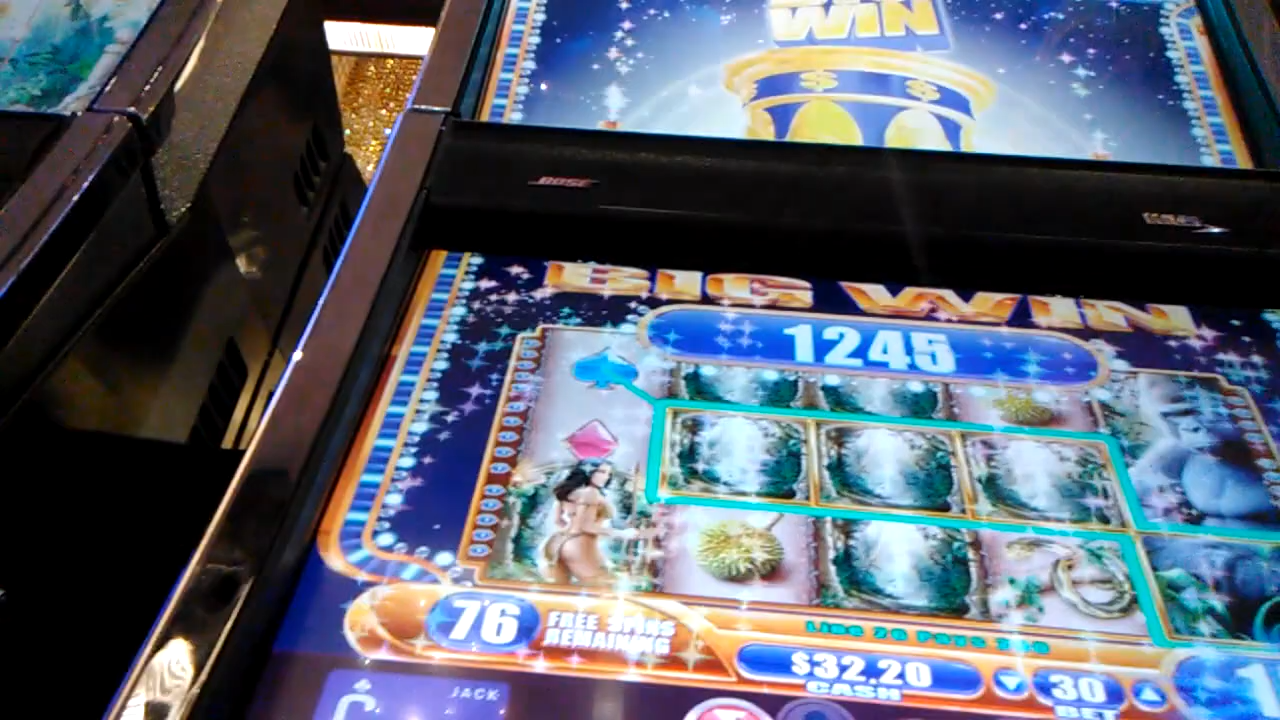 WIN
$ $
BOSE
BIG WIN
1245
76
FREE SPINS
REMAINING
$32.20
CASH
30
BET
JACK